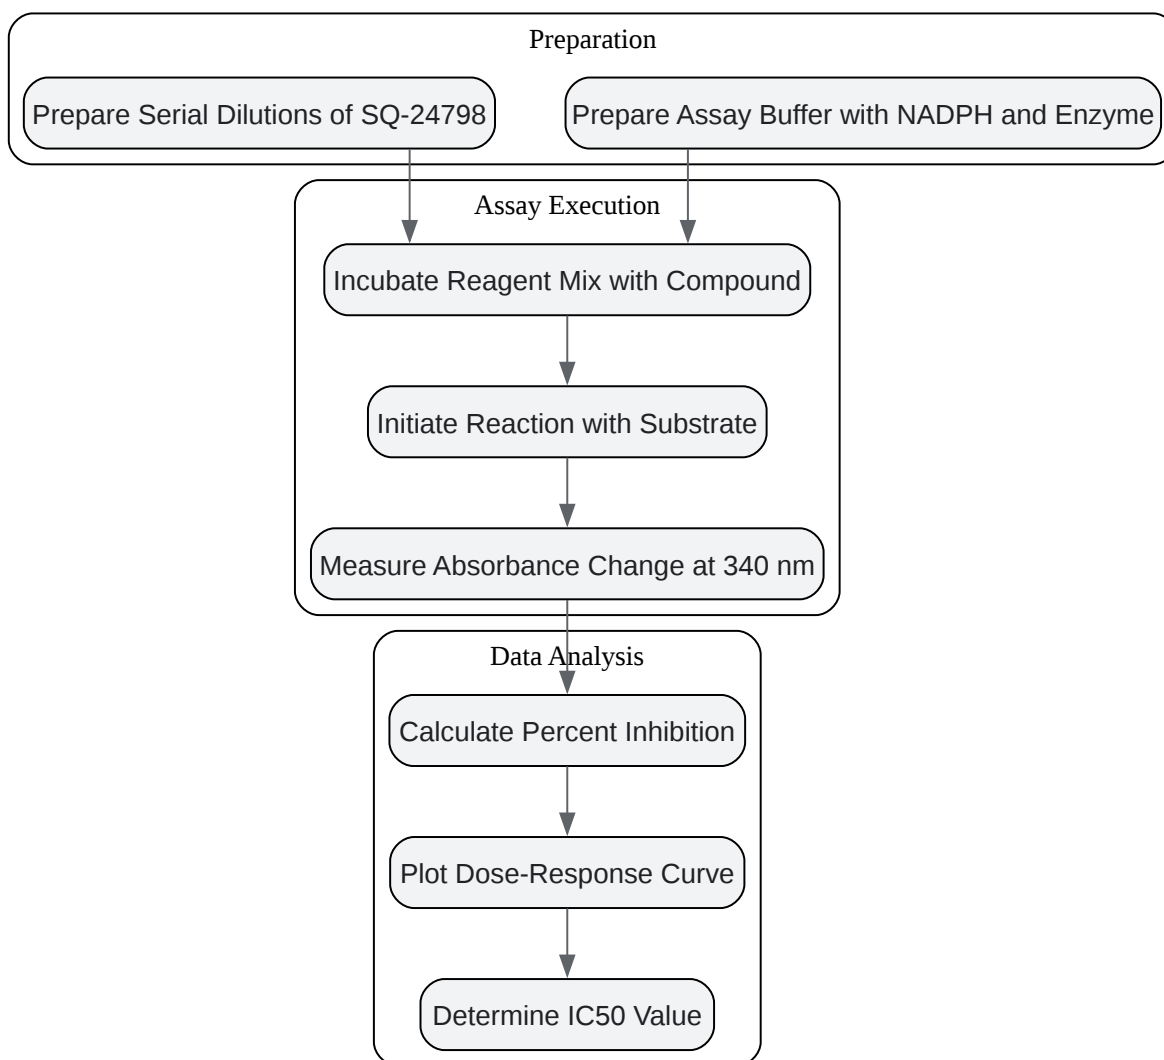 Preparation
Prepare Serial Dilutions of SQ-24798
Prepare Assay Buffer with NADPH and Enzyme
Assay Execution
Incubate Reagent Mix with Compound
Initiate Reaction with Substrate
Measure Absorbance Change at 340 nm
Data Analysis
Calculate Percent Inhibition
Plot Dose-Response Curve
Determine IC50 Value